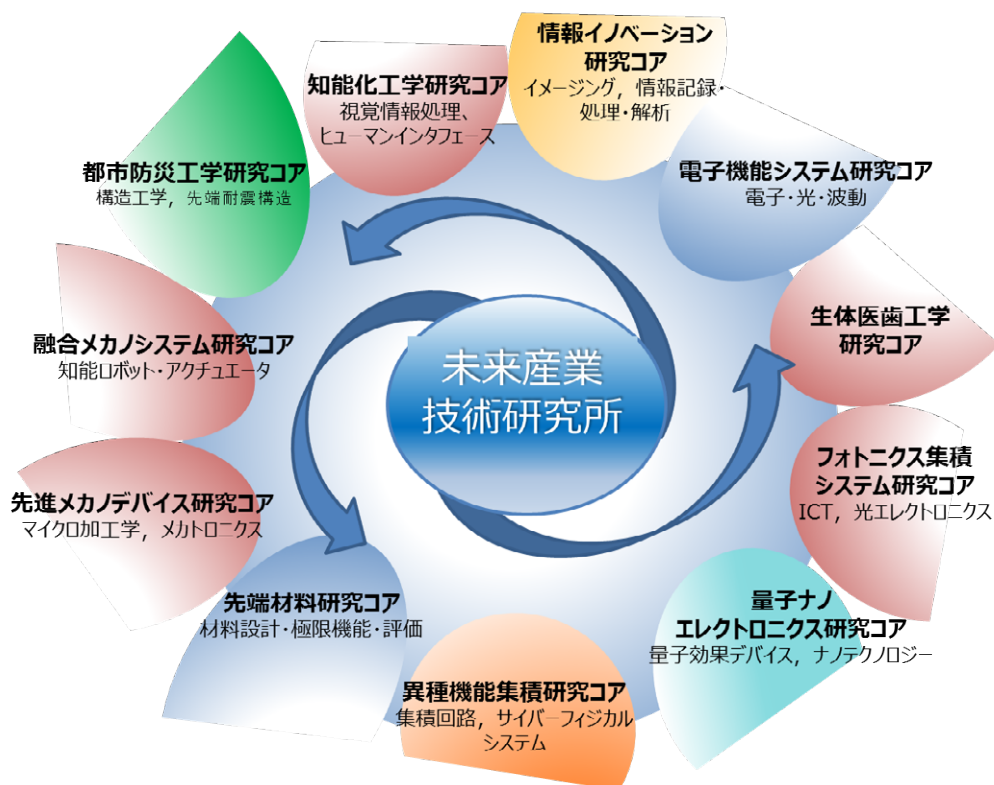 情報イノベーション
研究コア
イメージング，情報記録・
処理・解析
知能化工学研究コア
視覚情報処理、
ヒューマンインタフェース
電子機能システム研究コア
電子・光・波動
都市防災工学研究コア
構造工学，先端耐震構造
生体医歯工学
研究コア
融合メカノシステム研究コア
知能ロボット・アクチュエータ
未来産業
技術研究所
フォトニクス集積
システム研究コア
ICT，光エレクトロニクス
先進メカノデバイス研究コア
マイクロ加工学，メカトロニクス
先端材料研究コア
材料設計・極限機能・評価
量子ナノ
エレクトロニクス研究コア
量子効果デバイス，ナノテクノロジー
異種機能集積研究コア
集積回路，サイバーフィジカル
システム